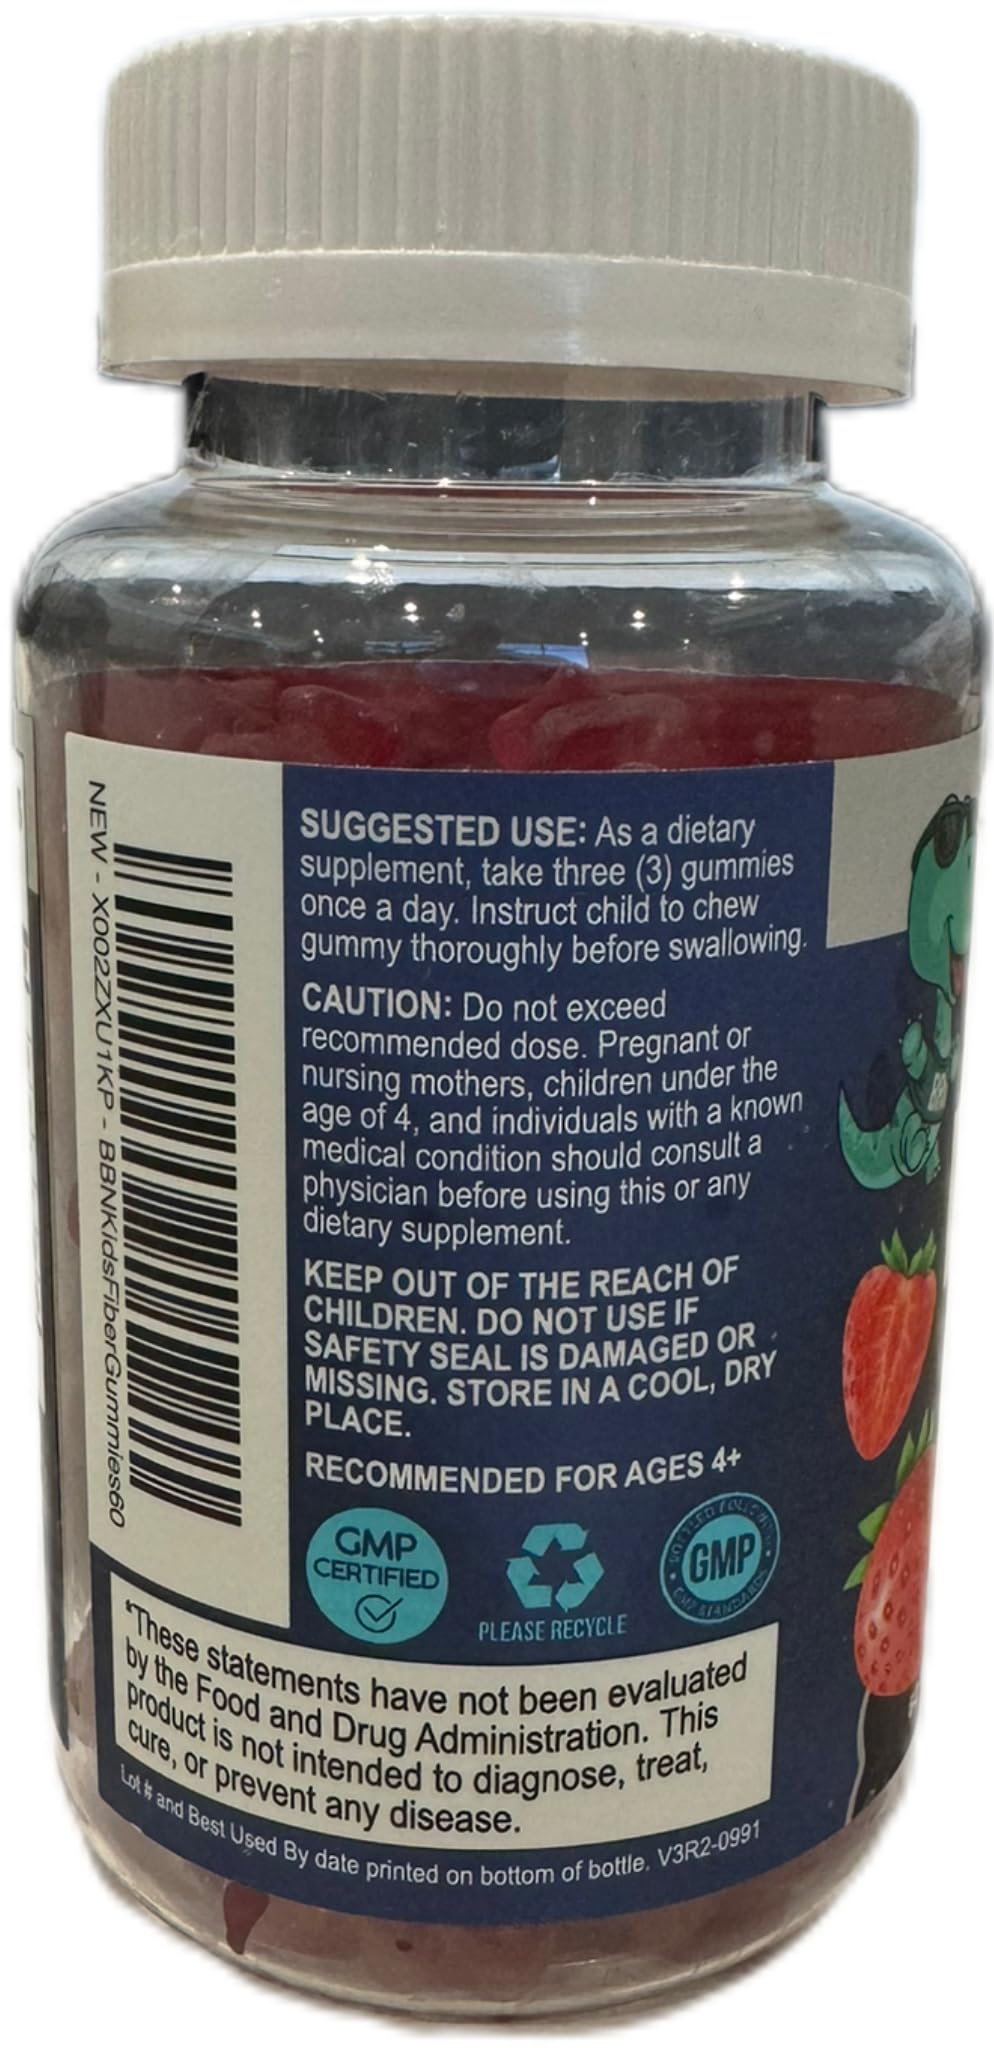 NEW - X002ZXU1KP - BBNKidsFiberGummies60
SUGGESTED USE: As a dietary
supplement, take three (3) gummies
once a day. Instruct child to chew
gummy thoroughly before swallowing.
CAUTION: Do not exceed
recommended dose. Pregnant or
nursing mothers, children under the
age of 4, and individuals with a known
medical condition should consult a
physician before using this or any
dietary supplement.
KEEP OUT OF THE REACH OF
CHILDREN. DO NOT USE IF
SAFETY SEAL IS DAMAGED OR
MISSING. STORE IN A COOL, DRY
PLACE.
RECOMMENDED FOR AGES 4+
GMP
CERTIFIED
PLEASE RECYCLE
GMP
GMP STANDARDS
*These statements have not been evaluated
by the Food and Drug Administration. This
product is not intended to diagnose, treat,
cure, or prevent any disease.
Lot # and Best Used By date printed on bottom of bottle. V3R2-0991